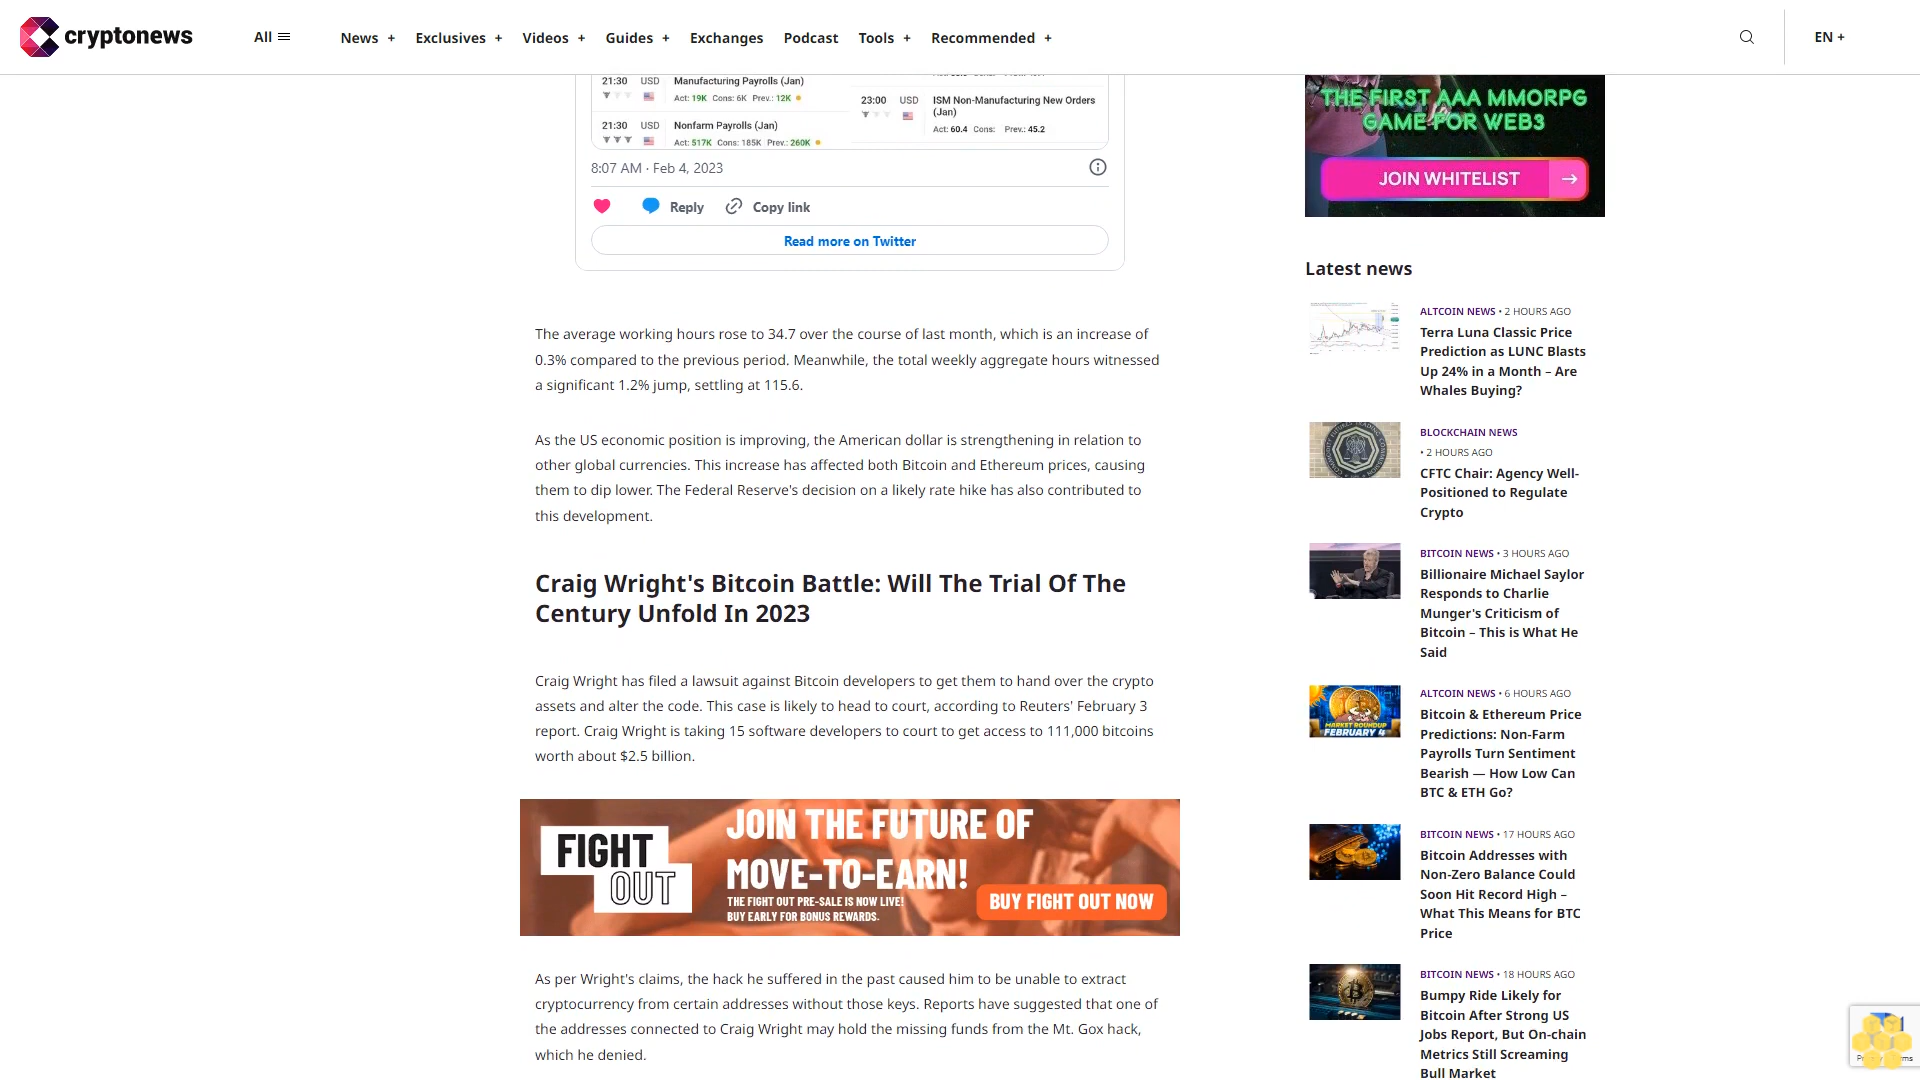 cryptonews
All
News +
Exclusives +
Videos +
Guides +
Exchanges
Podcast
Tools +
Recommended +
EN +
21:30 USD Manufacturing Payrolls (Jan)
Act: 19K Cons: 6K Prev.: 12K
21:30 USD Nonfarm Payrolls (Jan)
Act: 517K Cons: 185K Prev.: 260K
23:00 USD ISM Non-Manufacturing New Orders
(Jan)
Act: 60.4 Cons: Prev.: 45.2
8:07 AM · Feb 4, 2023
Reply
Copy link
Read more on Twitter
The average working hours rose to 34.7 over the course of last month, which is an increase of
0.3% compared to the previous period. Meanwhile, the total weekly aggregate hours witnessed
a significant 1.2% jump, settling at 115.6.
As the US economic position is improving, the American dollar is strengthening in relation to
other global currencies. This increase has affected both Bitcoin and Ethereum prices, causing
them to dip lower. The Federal Reserve's decision on a likely rate hike has also contributed to
this development.
Craig Wright's Bitcoin Battle: Will The Trial Of The
Century Unfold In 2023
Craig Wright has filed a lawsuit against Bitcoin developers to get them to hand over the crypto
assets and alter the code. This case is likely to head to court, according to Reuters' February 3
report. Craig Wright is taking 15 software developers to court to get access to 111,000 bitcoins
worth about $2.5 billion.
FIGHT
OUT
JOIN THE FUTURE OF
MOVE-TO-EARN!
THE FIGHT OUT PRE-SALE IS NOW LIVE!
BUY EARLY FOR BONUS REWARDS.
BUY FIGHT OUT NOW
As per Wright's claims, the hack he suffered in the past caused him to be unable to extract
cryptocurrency from certain addresses without those keys. Reports have suggested that one of
the addresses connected to Craig Wright may hold the missing funds from the Mt. Gox hack,
which he denied.
THE FIRST AAA MMORPG
GAME FOR WEB3
JOIN WHITELIST
Latest news
ALTCOIN NEWS • 2 HOURS AGO
Terra Luna Classic Price
Prediction as LUNC Blasts
Up 24% in a Month – Are
Whales Buying?
BLOCKCHAIN NEWS
• 2 HOURS AGO
CFTC Chair: Agency Well-
Positioned to Regulate
Crypto
BITCOIN NEWS • 3 HOURS AGO
Billionaire Michael Saylor
Responds to Charlie
Munger's Criticism of
Bitcoin – This is What He
Said
MARKET ROUNDUP
FEBRUARY 4
ALTCOIN NEWS • 6 HOURS AGO
Bitcoin & Ethereum Price
Predictions: Non-Farm
Payrolls Turn Sentiment
Bearish — How Low Can
BTC & ETH Go?
BITCOIN NEWS • 17 HOURS AGO
Bitcoin Addresses with
Non-Zero Balance Could
Soon Hit Record High –
What This Means for BTC
Price
BITCOIN NEWS • 18 HOURS AGO
Bumpy Ride Likely for
Bitcoin After Strong US
Jobs Report, But On-chain
Metrics Still Screaming
Bull Market